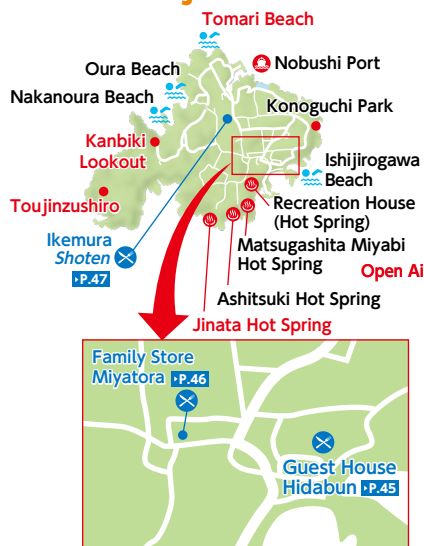 Tomari Beach
Oura Beach
Nobushi Port
Nakanoura Beach
Konoguchi Park
Kanbiki
Lookout
Ishijirogawa
Beach
Toujinzushiro
Recreation House
(Hot Spring)
Ikemura
Shoten
▸P.47
Matsugashita Miyabi
Hot Spring
Open Ai
Ashitsuki Hot Spring
Jinata Hot Spring
Family Store
Miyatora ▸P.46
Guest House
Hidabun ▸P.45